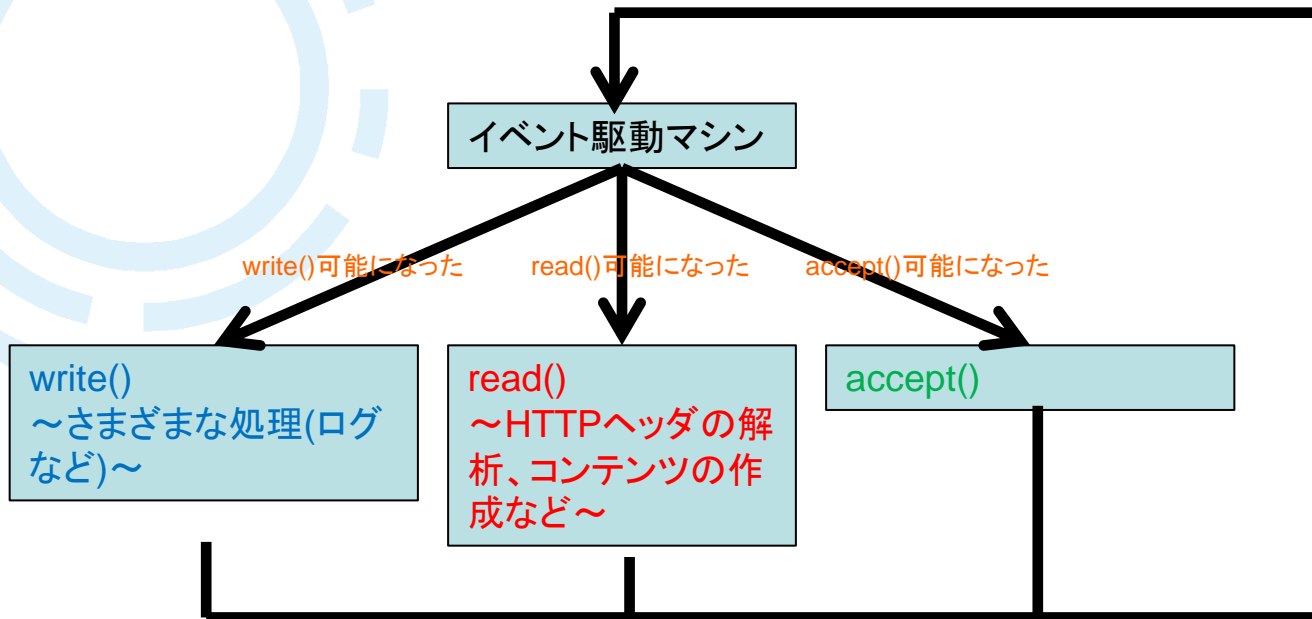 イベント駆動マシン
write()可能になった
read()可能になった
accept()可能になった
write()
～さまざまな処理(ログ
など)～
read()
～HTTPヘッダの解
析、コンテンツの作
成など～
accept()